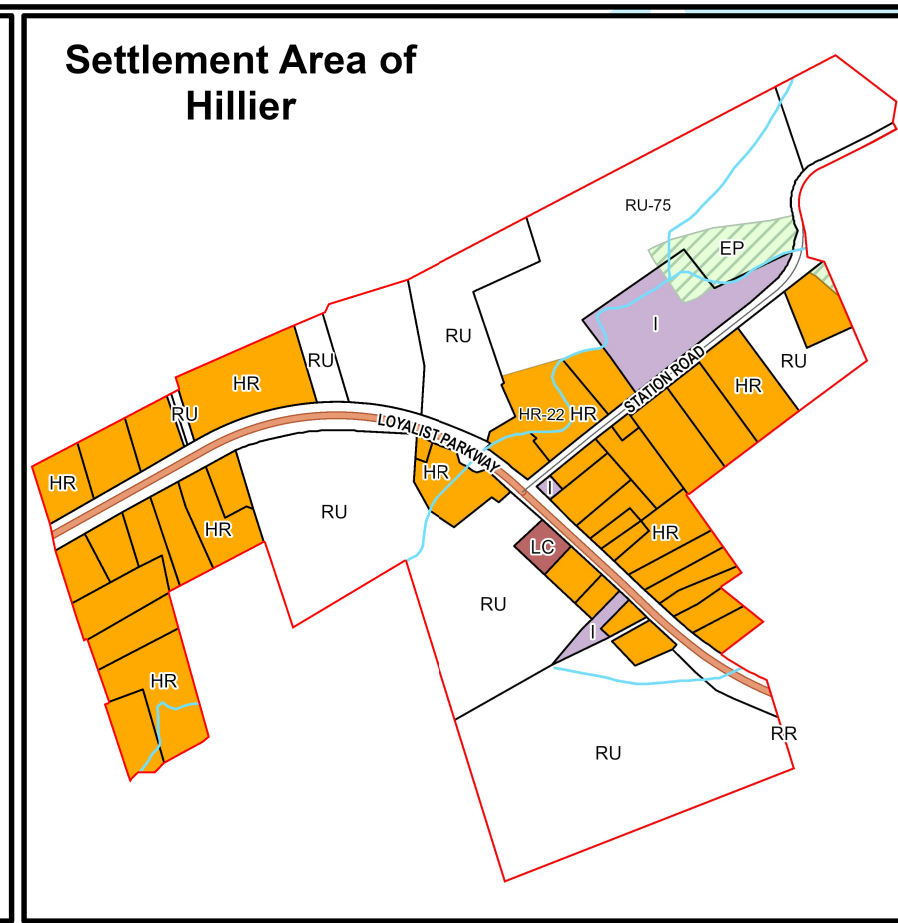 Settlement Area of
Hillier
RU-75
EP
I
RU
RU
HR
RU
HR
STATION ROAD
HR-22
HR
RU
LOYALIST PARKWAY
HR
HR
I
RU
HR
HR
LC
RU
I
HR
RR
RU